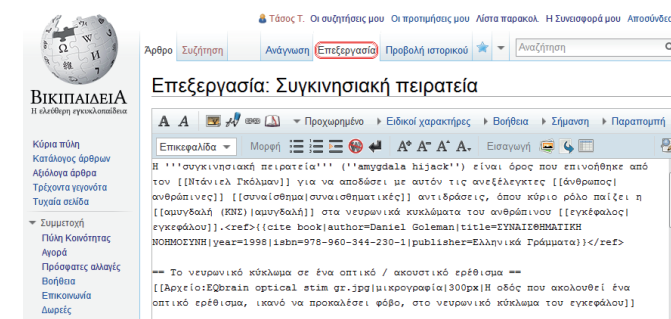 Τάσος Τ. Οι συζητήσεις μου Οι προτιμήσεις μου Λίστα παρακολ. Η Συνεισφορά μου Αποσύνδεσ
Άρθρο Συζήτηση Ανάγνωση Επεξεργασία Προβολή ιστορικού Αναζήτηση
Επεξεργασία: Συγκινησιακή πειρατεία
ΒΙΚΙΠΑΙΔΕΙΑ
Η ελεύθερη εγκυκλοπαίδεια
Κύρια πύλη
Κατάλογος άρθρων
Αξιόλογα άρθρα
Τρέχοντα γεγονότα
Τυχαία σελίδα
Συμμετοχή
Πύλη Κοινότητας
Αγορά
Πρόσφατες αλλαγές
Βοήθεια
Επικοινωνία
Δωρεές
A A Προχωρημένο Ειδικοί χαρακτήρες Βοήθεια Σήμανση Παραπομπή
Επικεφαλίδα Μορφή Εισαγωγή
Η '''συγκινησιακή πειρατεία''' (''amygdala hijack'') είναι όρος που επινοήθηκε από
τον [[Ντάνιελ Γκόλμαν]] για να αποδώσει με αυτόν τις ανεξέλεγκτες [[άνθρωπος|
ανθρώπινες]] [[συναίσθημα|συναισθηματικές]] αντιδράσεις, όπου κύριο ρόλο παίζει η
[[αμυγδαλή (ΚΝΣ)|αμυγδαλή]] στα νευρωνικά κυκλώματα του ανθρώπινου [[εγκέφαλος|
εγκεφάλου]].<ref>{{cite book|author=Daniel Goleman|title=ΣΥΝΑΙΣΘΗΜΑΤΙΚΗ
ΝΟΗΜΟΣΥΝΗ|year=1998|isbn=978-960-344-230-1|publisher=Ελληνικά Γράμματα}}</ref>
== Το νευρωνικό κύκλωμα σε ένα οπτικό / ακουστικό ερέθισμα ==
[[Αρχείο:EQbrain optical stim gr.jpg|μικρογραφία|300px|Η οδός που ακολουθεί ένα
οπτικό ερέθισμα, ικανό να προκαλέσει φόβο, στο νευρωνικό κύκλωμα του εγκεφάλου]]